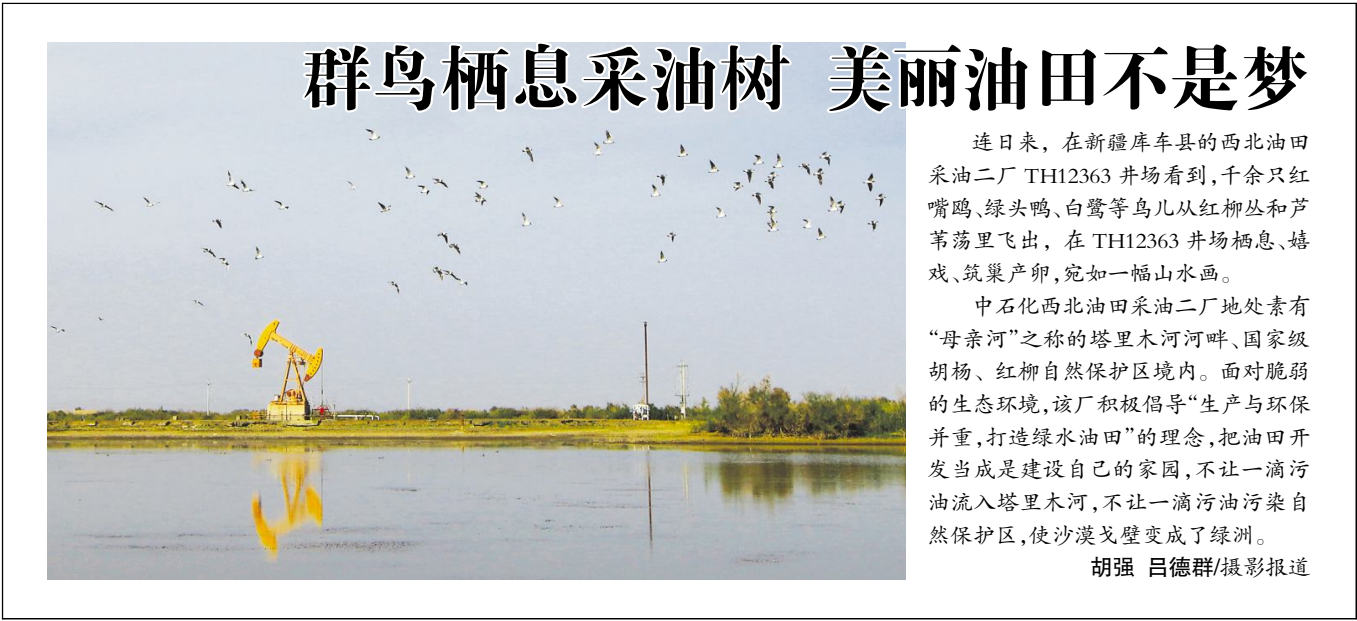 群鸟栖息采油树 美丽油田不是梦
连日来，在新疆库车县的西北油田
采油二厂 TH12363 井场看到，千余只红
嘴鸥、绿头鸭、白鹭等鸟儿从红柳丛和芦
苇荡里飞出，在 TH12363 井场栖息、嬉
戏、筑巢产卵，宛如一幅山水画。
中石化西北油田采油二厂地处素有
“母亲河”之称的塔里木河河畔、国家级
胡杨、红柳自然保护区境内。面对脆弱
的生态环境，该厂积极倡导“生产与环保
并重，打造绿水油田”的理念，把油田开
发当成是建设自己的家园，不让一滴污
油流入塔里木河，不让一滴污油污染自
然保护区，使沙漠戈壁变成了绿洲。
胡强 吕德群/摄影报道